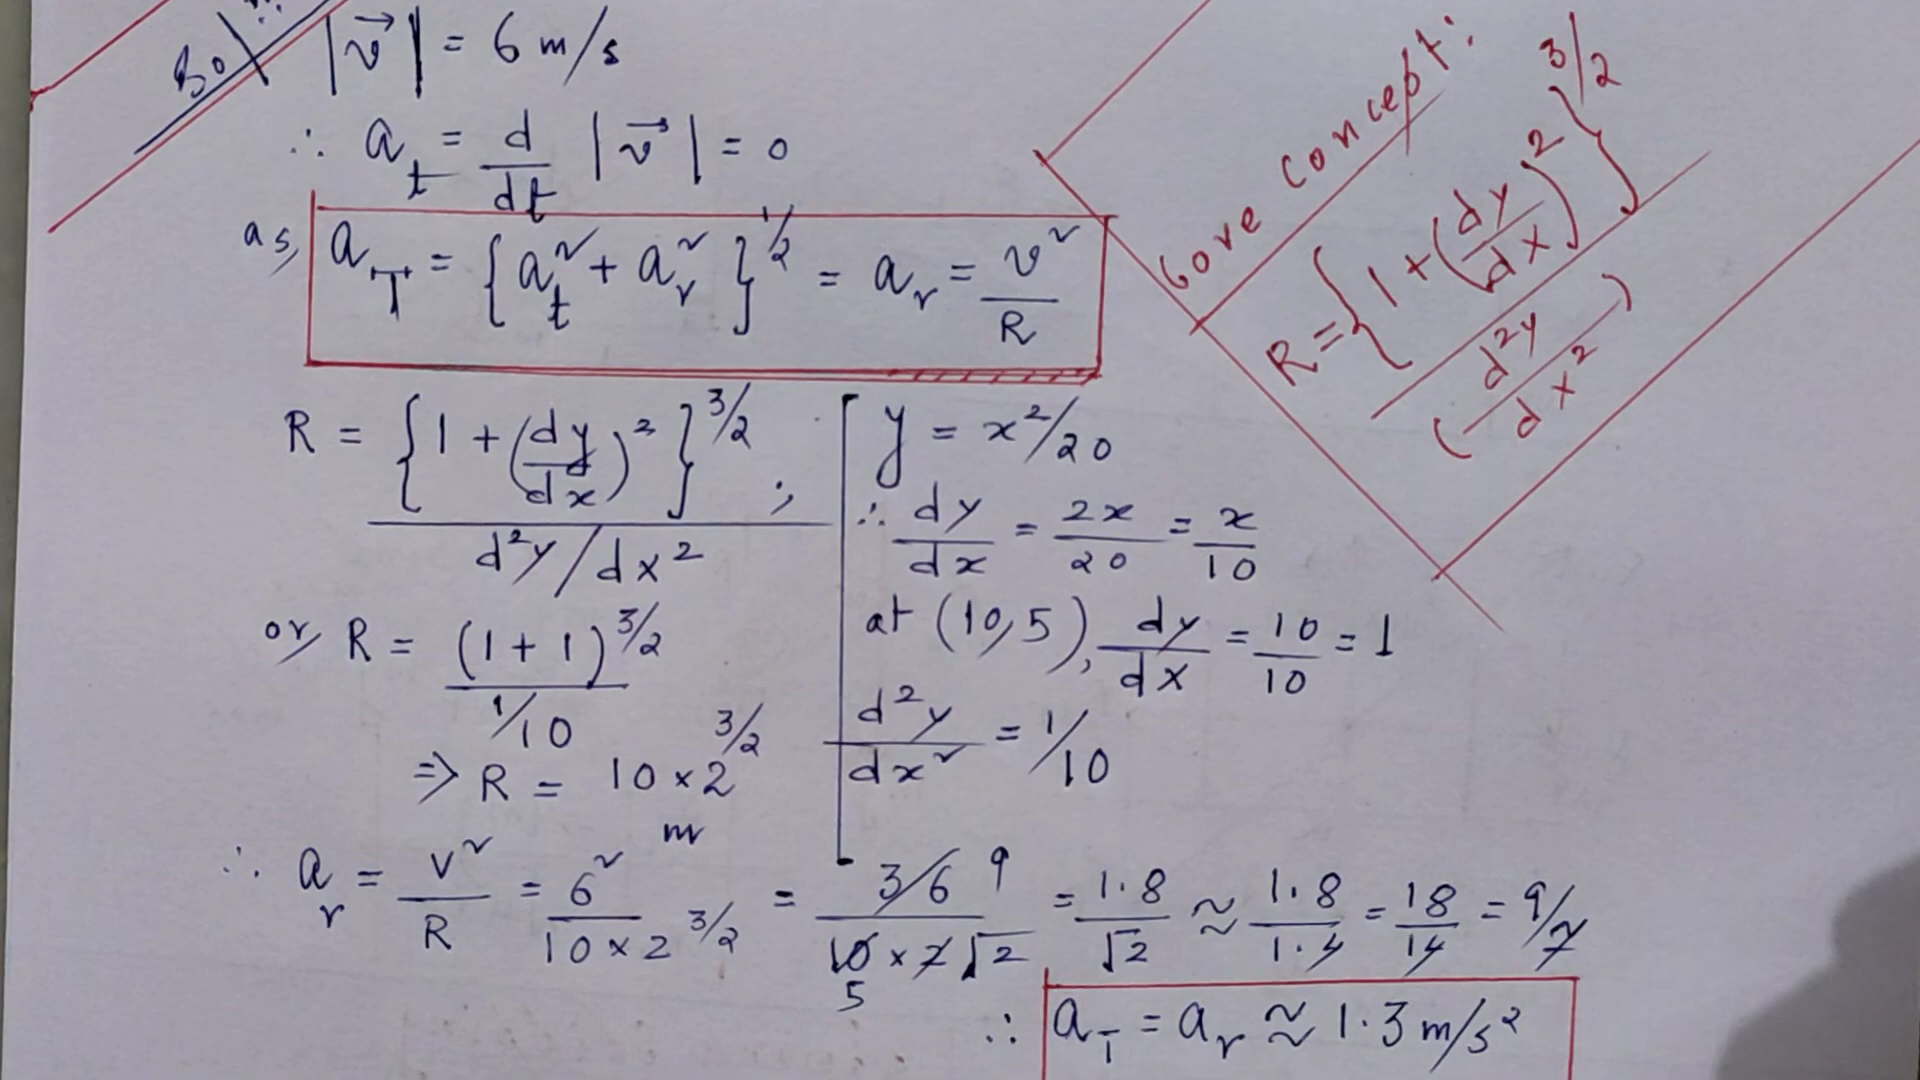 Sol:
|v⃗| = 6 m/s
∴ a_t = d/dt |v⃗| = 0
as, a_T = {a_t² + a_r²}^1/2 = a_r = v²/R
Core Concept:
R = {1 + (dy/dx)²}^3/2 / (d²y/dx²)
R = {1 + (dy/dx)²}^3/2 / d²y/dx² ;
or, R = (1 + 1)^3/2 / 1/10
⇒ R = 10 × 2^3/2 m
y = x²/20
∴ dy/dx = 2x/20 = x/10
at (10, 5), dy/dx = 10/10 = 1
d²y/dx² = 1/10
∴ a_r = v²/R = 6²/10 × 2^3/2 = 36 9/10 5 × 2√2 = 1.8/√2 ≈ 1.8/1.4 = 18/14 = 9/7
∴ a_T = a_r ≈ 1.3 m/s²